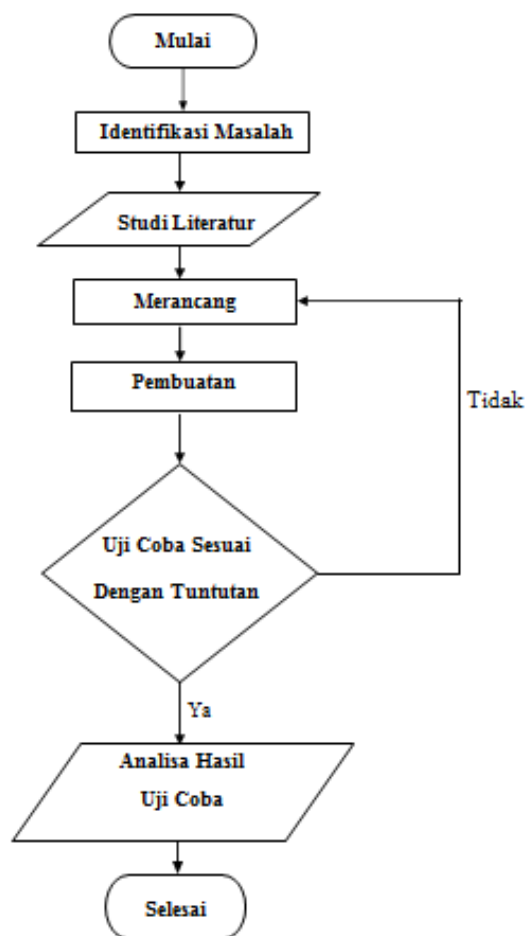 Mulai
Identifikasi Masalah
Studi Literatur
Merancang
Pembuatan
Tidak
Uji Coba Sesuai
Dengan Tuntutan
Ya
Analisa Hasil
Uji Coba
Selesai